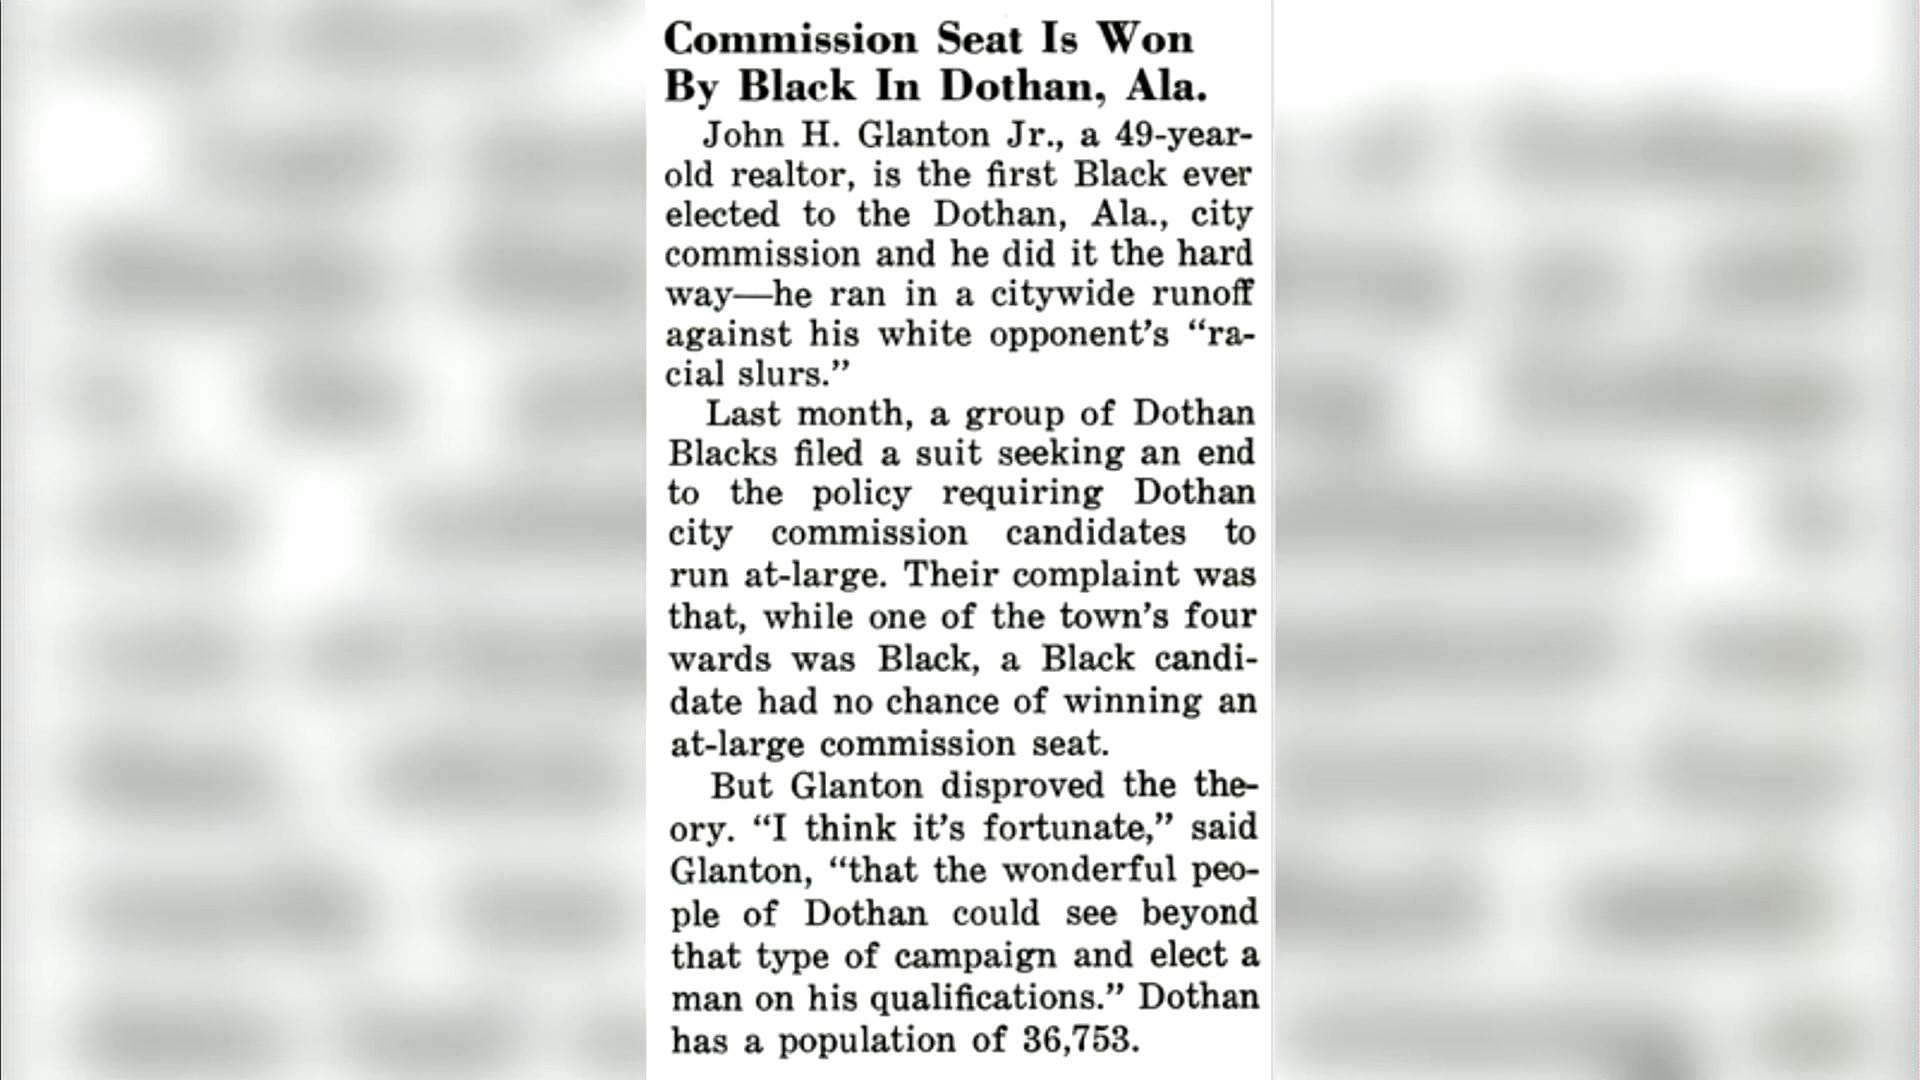 Commission Seat Is Won
By Black In Dothan, Ala.
John H. Glanton Jr., a 49-year-
old realtor, is the first Black ever
elected to the Dothan, Ala., city
commission and he did it the hard
way—he ran in a citywide runoff
against his white opponent's “ra-
cial slurs.”
Last month, a group of Dothan
Blacks filed a suit seeking an end
to the policy requiring Dothan
city commission candidates to
run at-large. Their complaint was
that, while one of the town's four
wards was Black, a Black candi-
date had no chance of winning an
at-large commission seat.
But Glanton disproved the the-
ory. “I think it's fortunate,” said
Glanton, “that the wonderful peo-
ple of Dothan could see beyond
that type of campaign and elect a
man on his qualifications.” Dothan
has a population of 36,753.